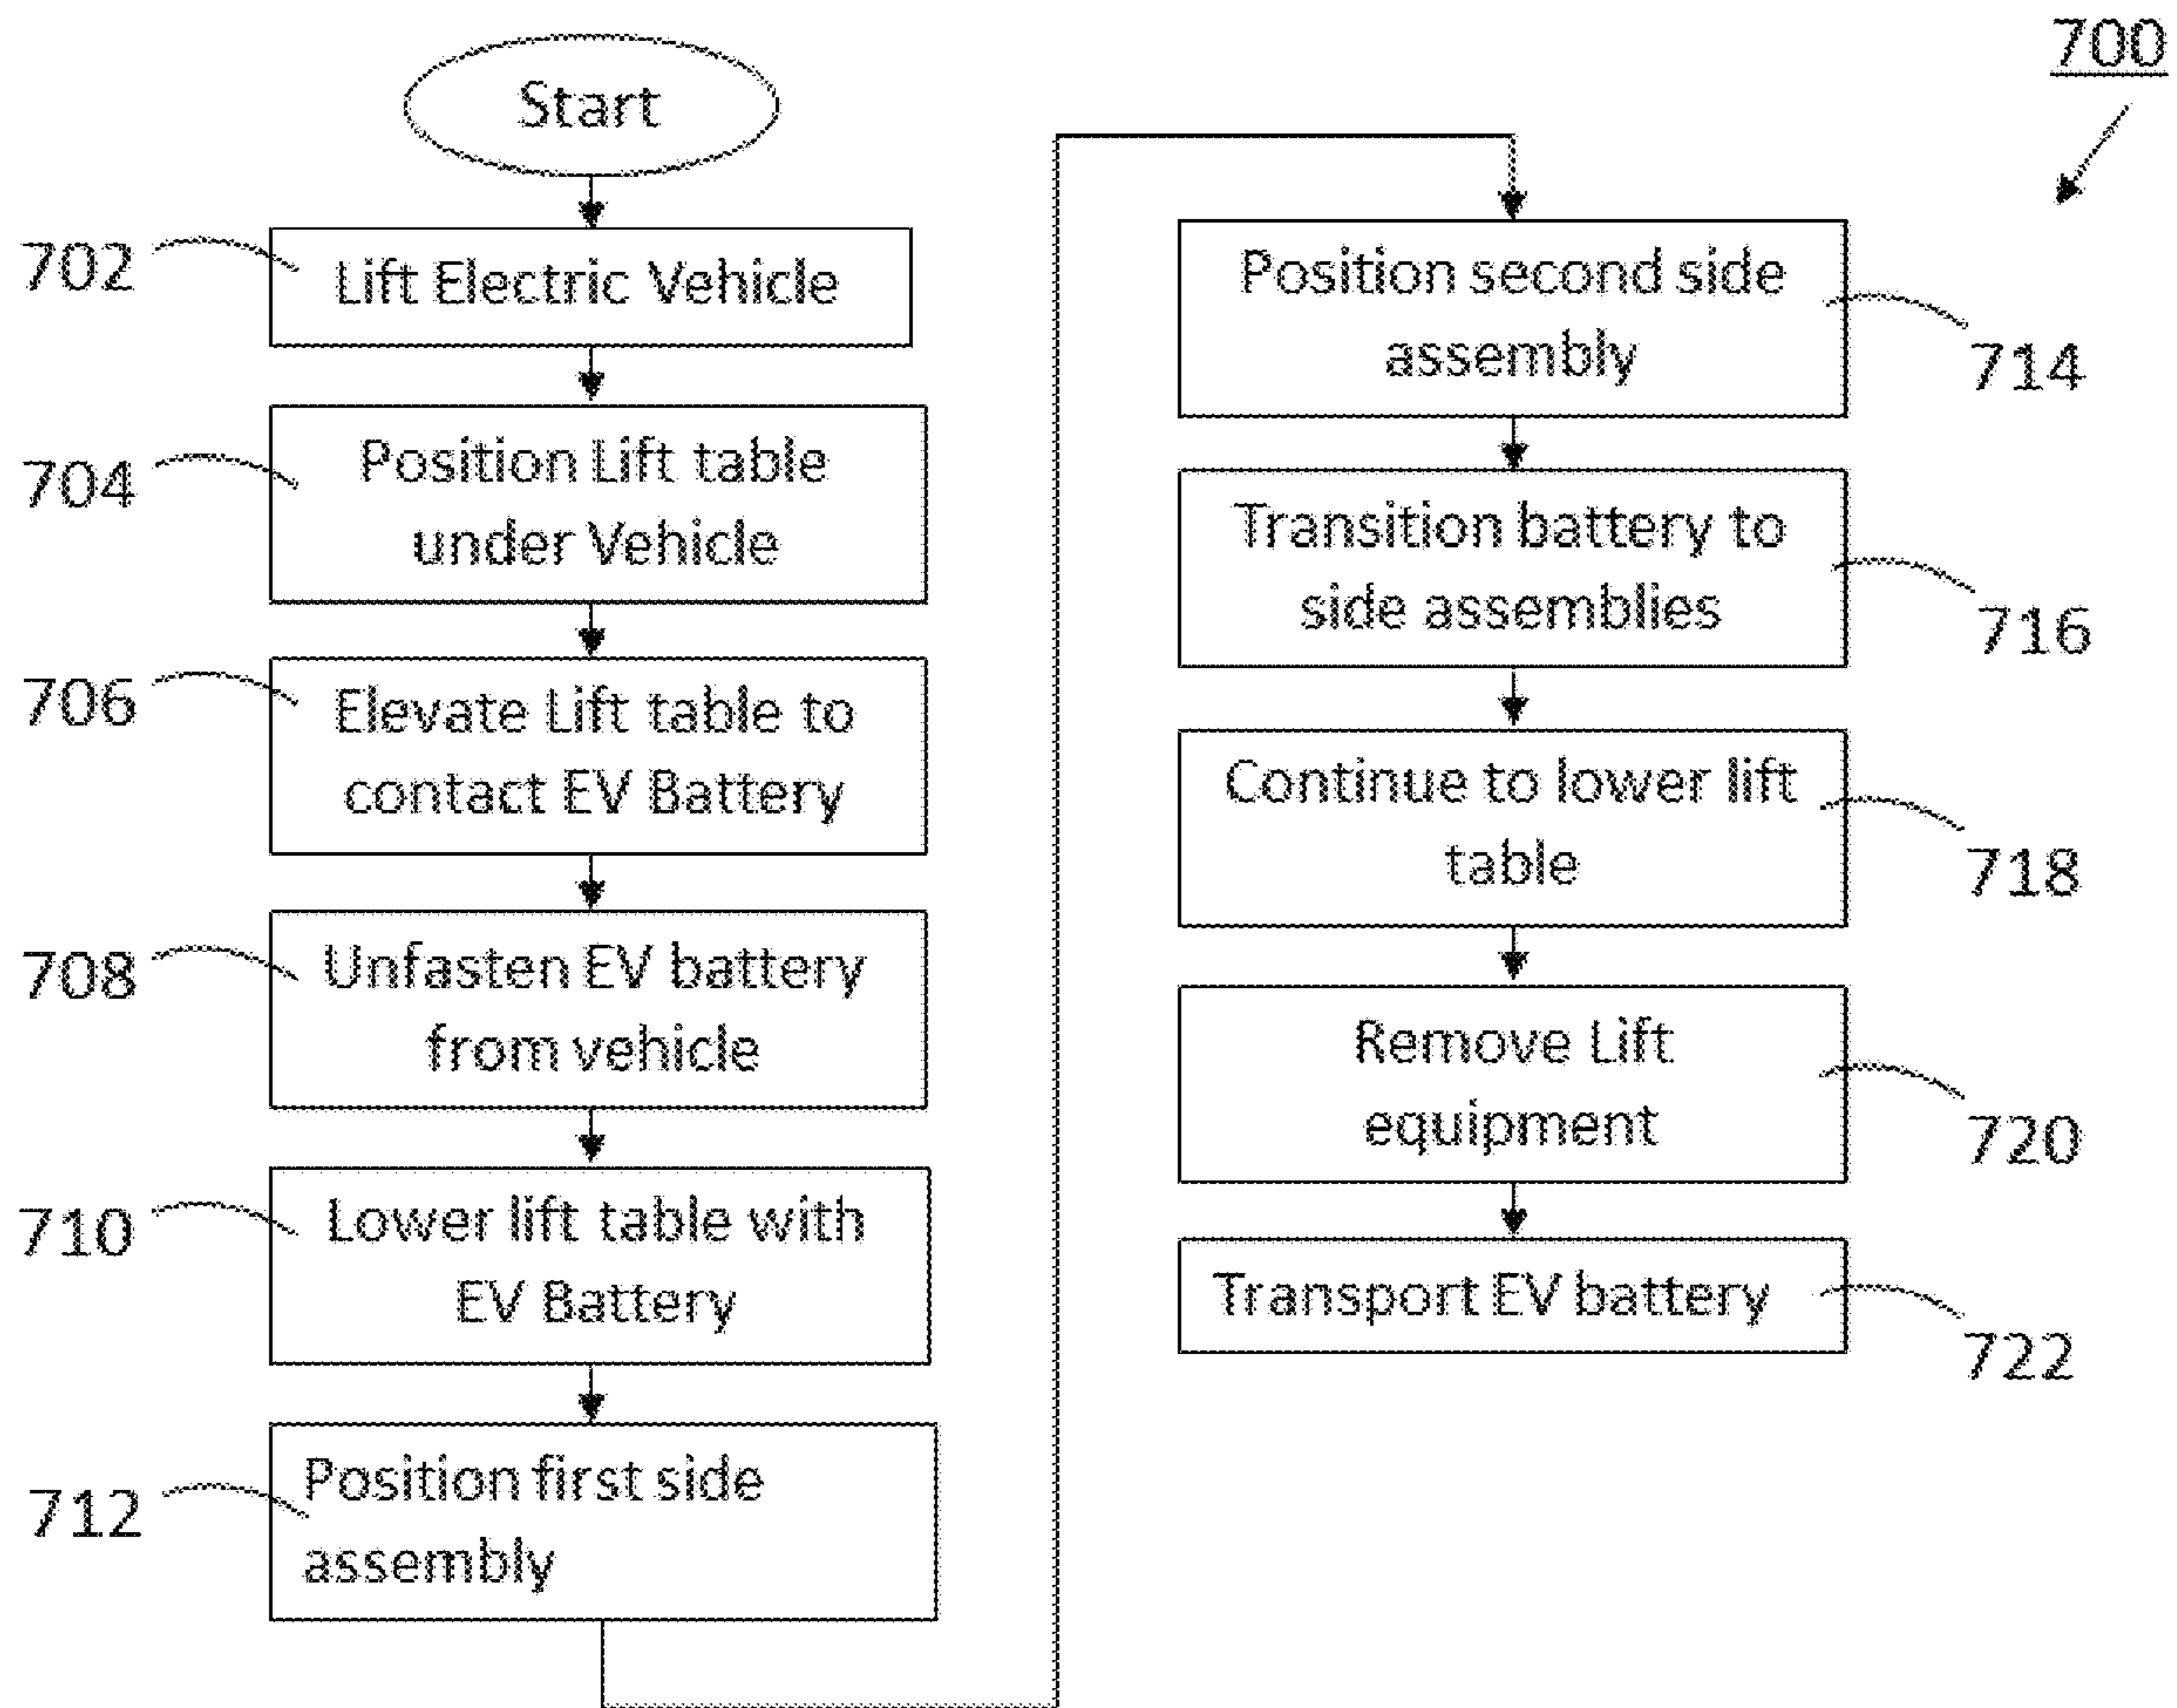 700
Start
702
Lift Electric Vehicle
704
Position Lift table
under Vehicle
706
Elevate Lift table to
contact EV Battery
708
Unfasten EV battery
from vehicle
710
Lower lift table with
EV Battery
712
Position first side
assembly
Position second side
assembly
714
Transition battery to
side assemblies
716
Continue to lower lift
table
718
Remove Lift
equipment
720
Transport EV battery
722